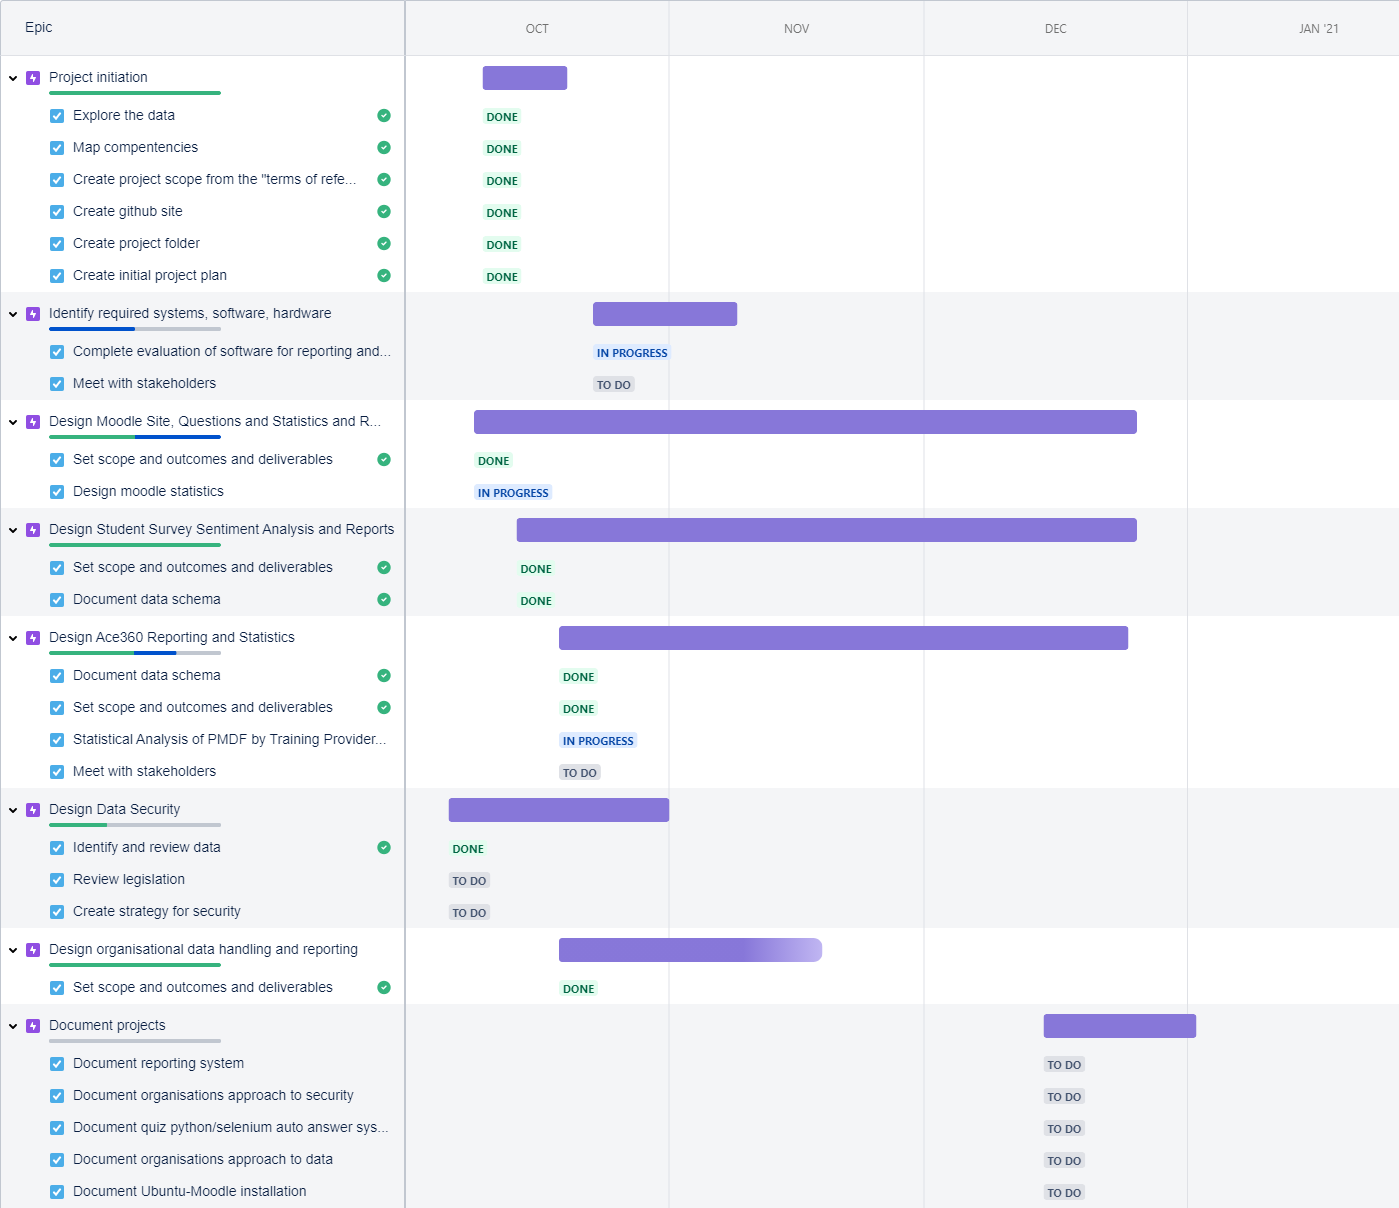 Epic
OCT NOV DEC JAN '21
Project initiation
Explore the data DONE
Map compentencies DONE
Create project scope from the "terms of refe... DONE
Create github site DONE
Create project folder DONE
Create initial project plan DONE
Identify required systems, software, hardware
Complete evaluation of software for reporting and... IN PROGRESS
Meet with stakeholders TO DO
Design Moodle Site, Questions and Statistics and R...
Set scope and outcomes and deliverables DONE
Design moodle statistics IN PROGRESS
Design Student Survey Sentiment Analysis and Reports
Set scope and outcomes and deliverables DONE
Document data schema DONE
Design Ace360 Reporting and Statistics
Document data schema DONE
Set scope and outcomes and deliverables DONE
Statistical Analysis of PMDF by Training Provider... IN PROGRESS
Meet with stakeholders TO DO
Design Data Security
Identify and review data DONE
Review legislation TO DO
Create strategy for security TO DO
Design organisational data handling and reporting
Set scope and outcomes and deliverables DONE
Document projects
Document reporting system TO DO
Document organisations approach to security TO DO
Document quiz python/selenium auto answer sys... TO DO
Document organisations approach to data TO DO
Document Ubuntu-Moodle installation TO DO